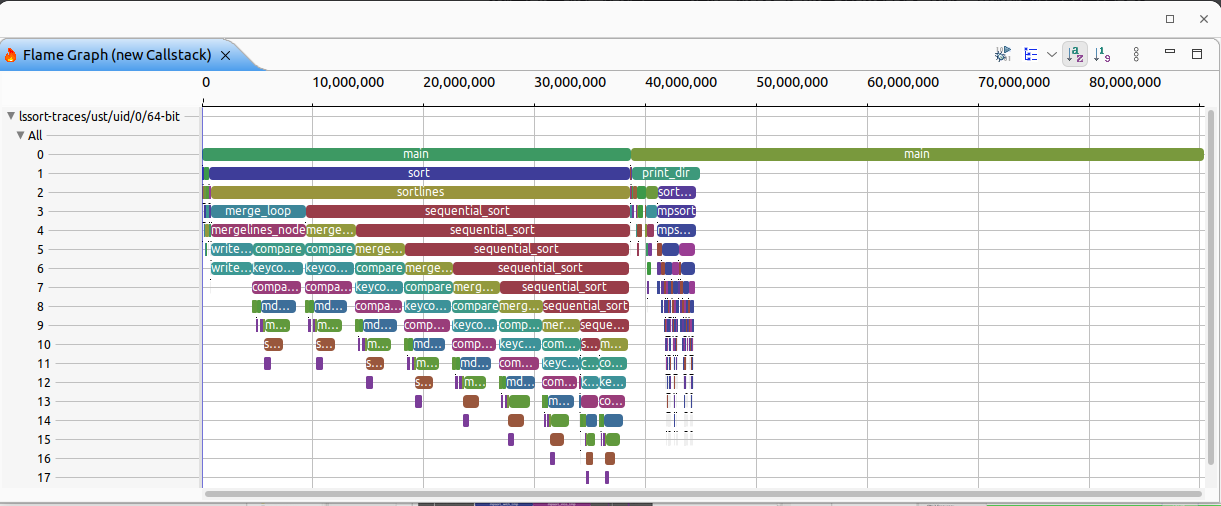 Flame Graph (new Callstack)
0 10,000,000 20,000,000 30,000,000 40,000,000 50,000,000 60,000,000 70,000,000 80,000,000
lssort-traces/ust/uid/0/64-bit
All
0 main main
1 sort print_dir
2 sortlines sort...
3 merge_loop sequential_sort mpsort
4 mergelines_node merge... sequential_sort mps...
5 write... compare compare merge... sequential_sort
6 write... keyco... keyco... compare merge... sequential_sort
7 compa... compa... keyco... compare merg... sequential_sort
8 md... md... compa... keyco... compare merg... sequential_sort
9 m... m... md... comp... keyco... comp... mer... seque...
10 s... s... m... md... comp... keyc... com... s... m...
11 s... m... md... com... keyc... c... co...
12 s... m... md... com... k... ke...
13 m... co...
14
15
16
17